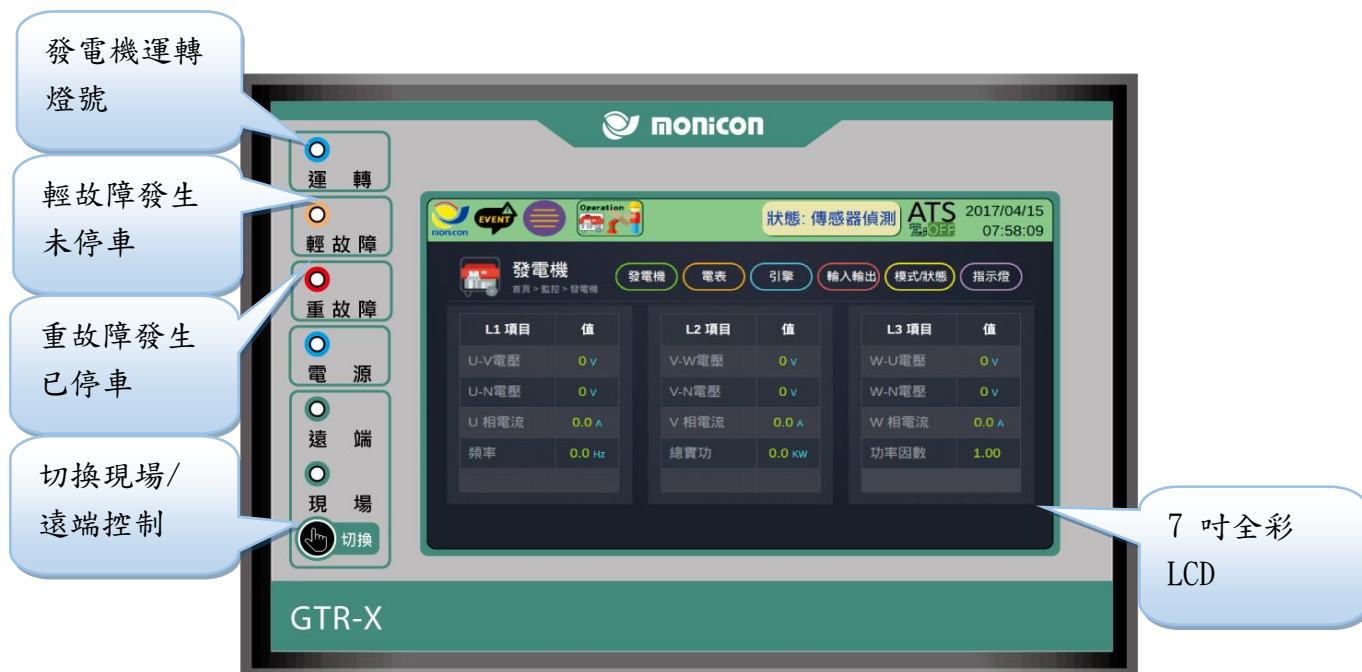 發電機運轉
燈號
輕故障發生
未停車
重故障發生
已停車
切換現場/
遠端控制
monicon
運 轉
輕故障
重故障
電 源
遠 端
現 場
切換
monicon
EVENT
Operation
狀態: 傳感器偵測
ATS
OFF
2017/04/15
07:58:09
發電機
首頁 > 監控 > 發電機
發電機
電表
引擎
輸入輸出
模式/狀態
指示燈
L1 項目 值
U-V電壓 0 V
U-N電壓 0 V
U 相電流 0.0 A
頻率 0.0 Hz
L2 項目 值
V-W電壓 0 V
V-N電壓 0 V
V 相電流 0.0 A
總實功 0.0 KW
L3 項目 值
W-U電壓 0 V
W-N電壓 0 V
W 相電流 0.0 A
功率因數 1.00
7 吋全彩
LCD
GTR-X